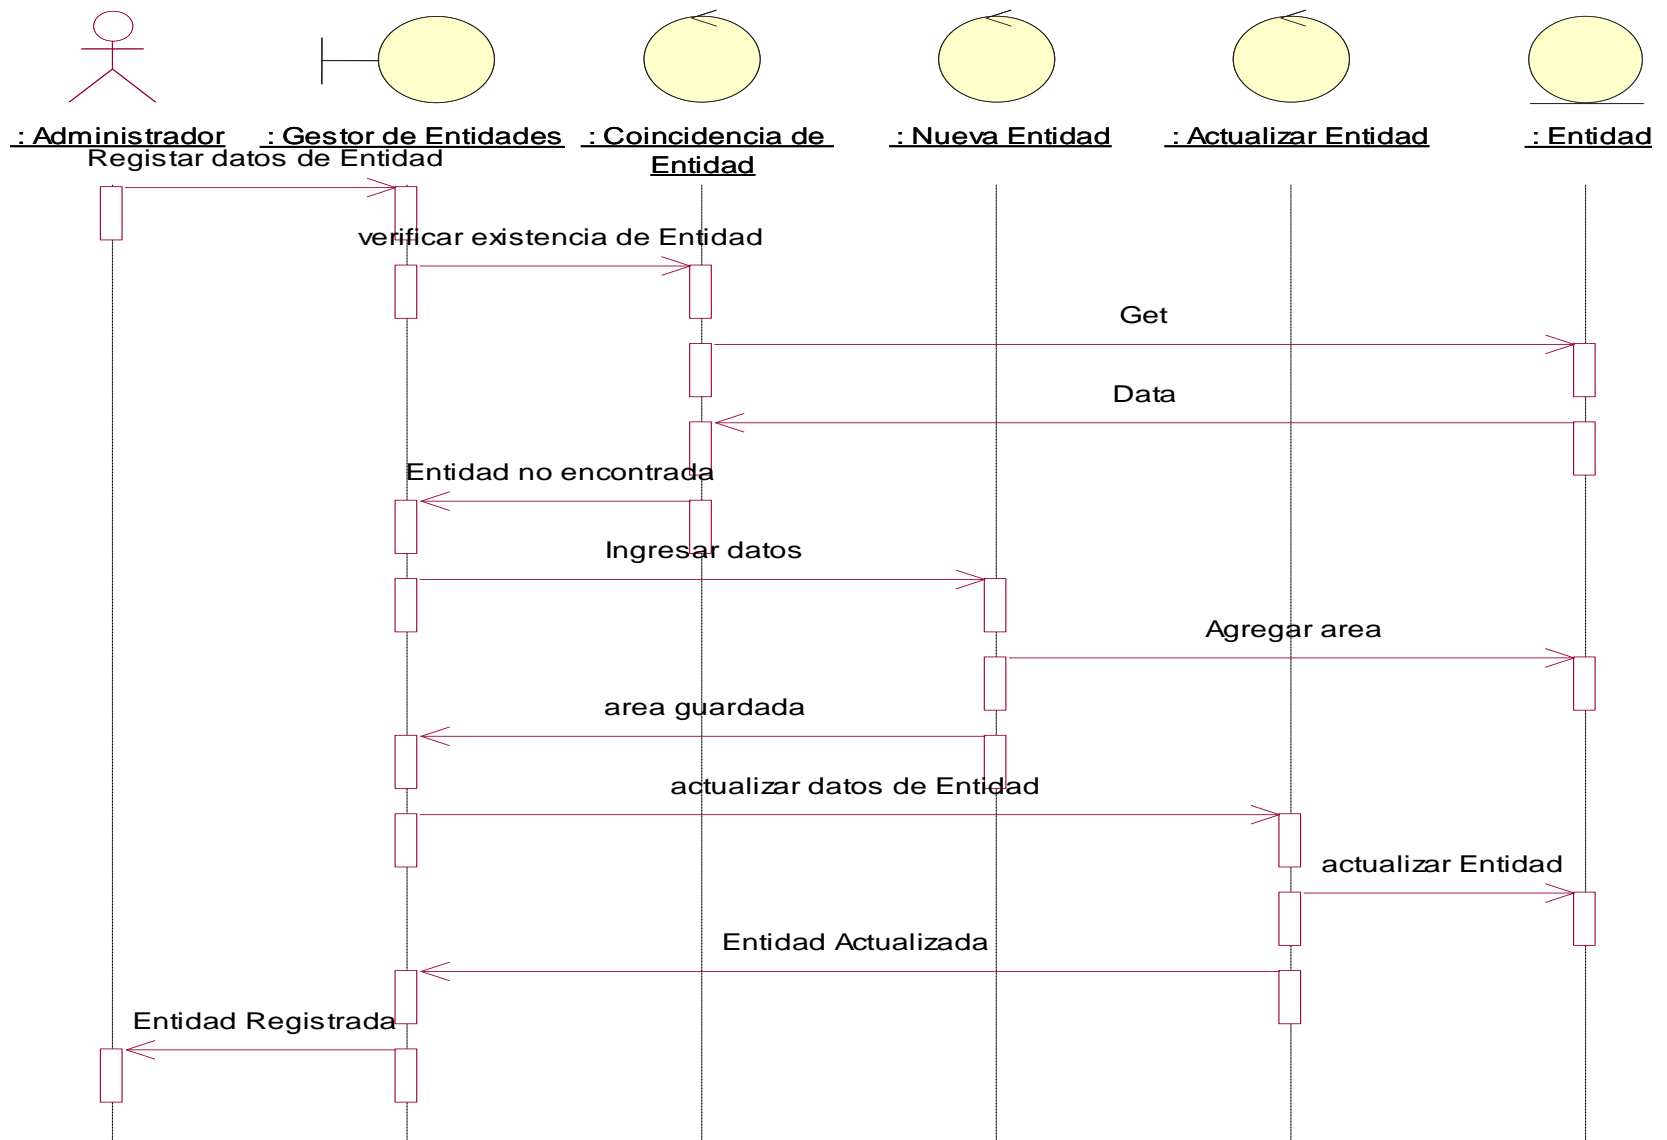 : Administrador
: Gestor de Entidades
: Coincidencia de
Entidad
: Nueva Entidad
: Actualizar Entidad
: Entidad
Registar datos de Entidad
verificar existencia de Entidad
Get
Data
Entidad no encontrada
Ingresar datos
Agregar area
area guardada
actualizar datos de Entidad
actualizar Entidad
Entidad Actualizada
Entidad Registrada